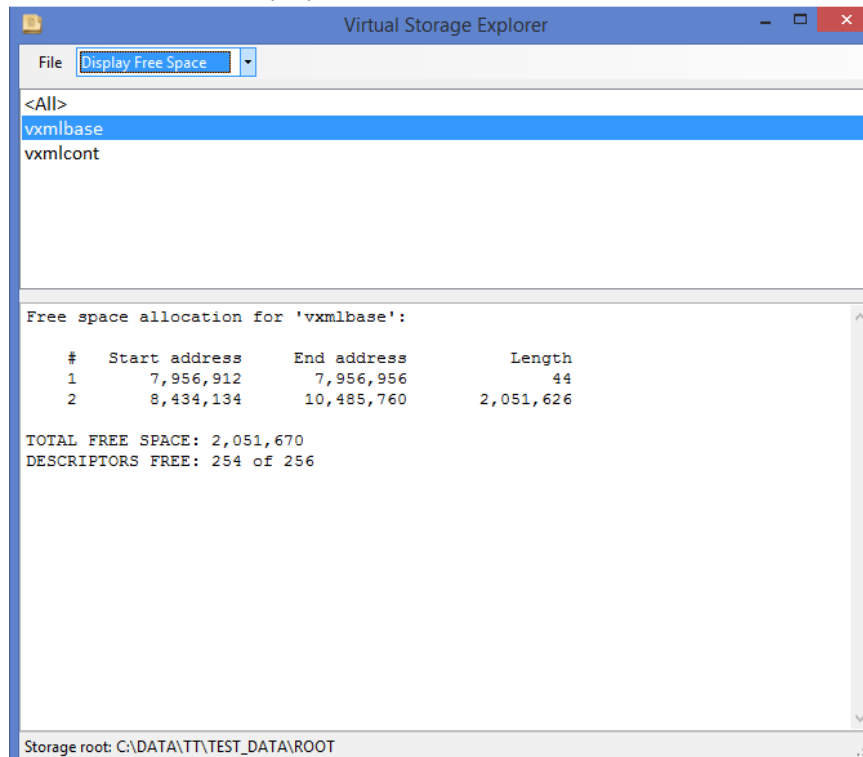 Virtual Storage Explorer
File Display Free Space
<All>
vxmlbase
vxmlcont
Free space allocation for 'vxmlbase':
# Start address End address Length
1 7,956,912 7,956,956 44
2 8,434,134 10,485,760 2,051,626
TOTAL FREE SPACE: 2,051,670
DESCRIPTORS FREE: 254 of 256
Storage root: C:\DATA\TT\TEST_DATA\ROOT